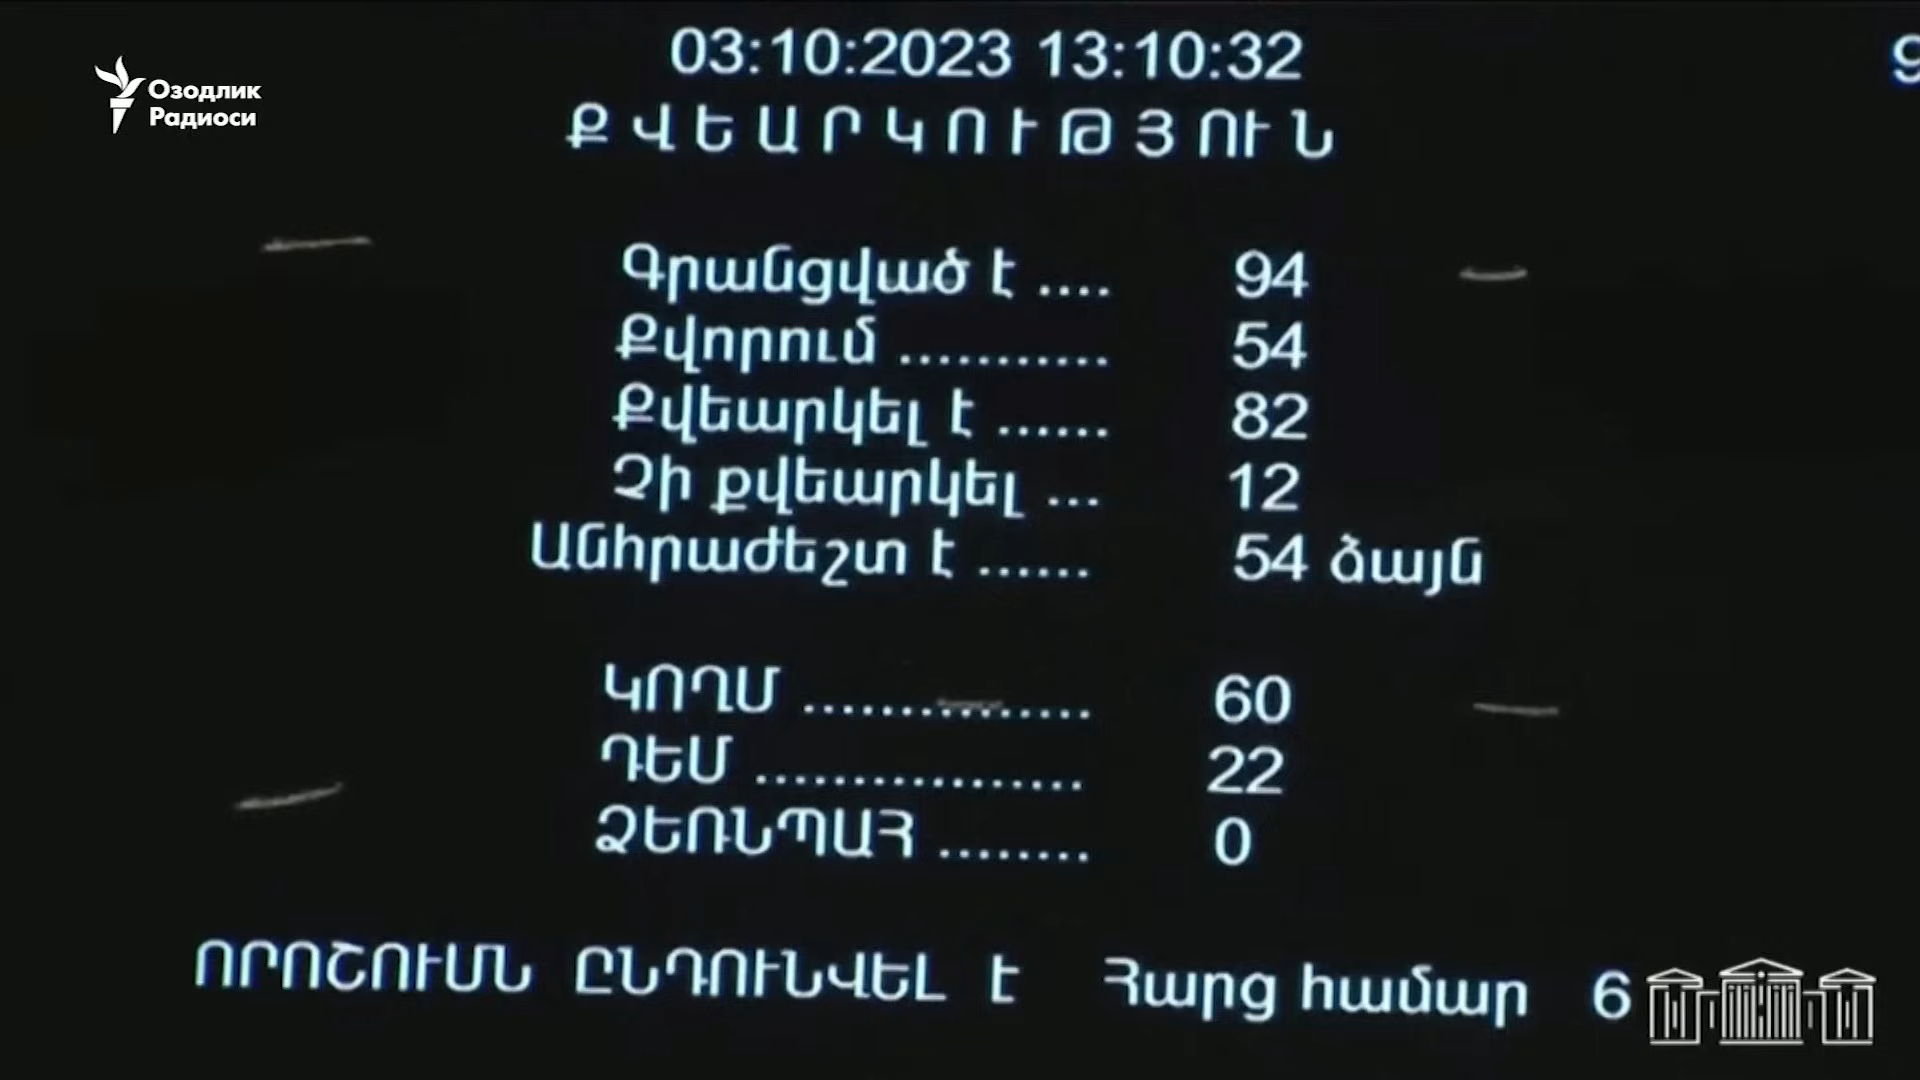 03:10:2023 13:10:32
9
Озодлик
Радиоси
ՔՎԵԱՐԿՈՒԹՅՈՒՆ
Գրանցված է .... 94
Քվորում ........... 54
Քվեարկել է ...... 82
Չի քվեարկել ... 12
Անհրաժեշտ է ...... 54 ձայն
ԿՈՂՄ ...................... 60
ԴԵՄ ......................... 22
ՁԵՌՆՊԱՀ ........ 0
ՈՐՈՇՈՒՄՆ ԸՆԴՈՒՆՎԵԼ է Հարց համար 6